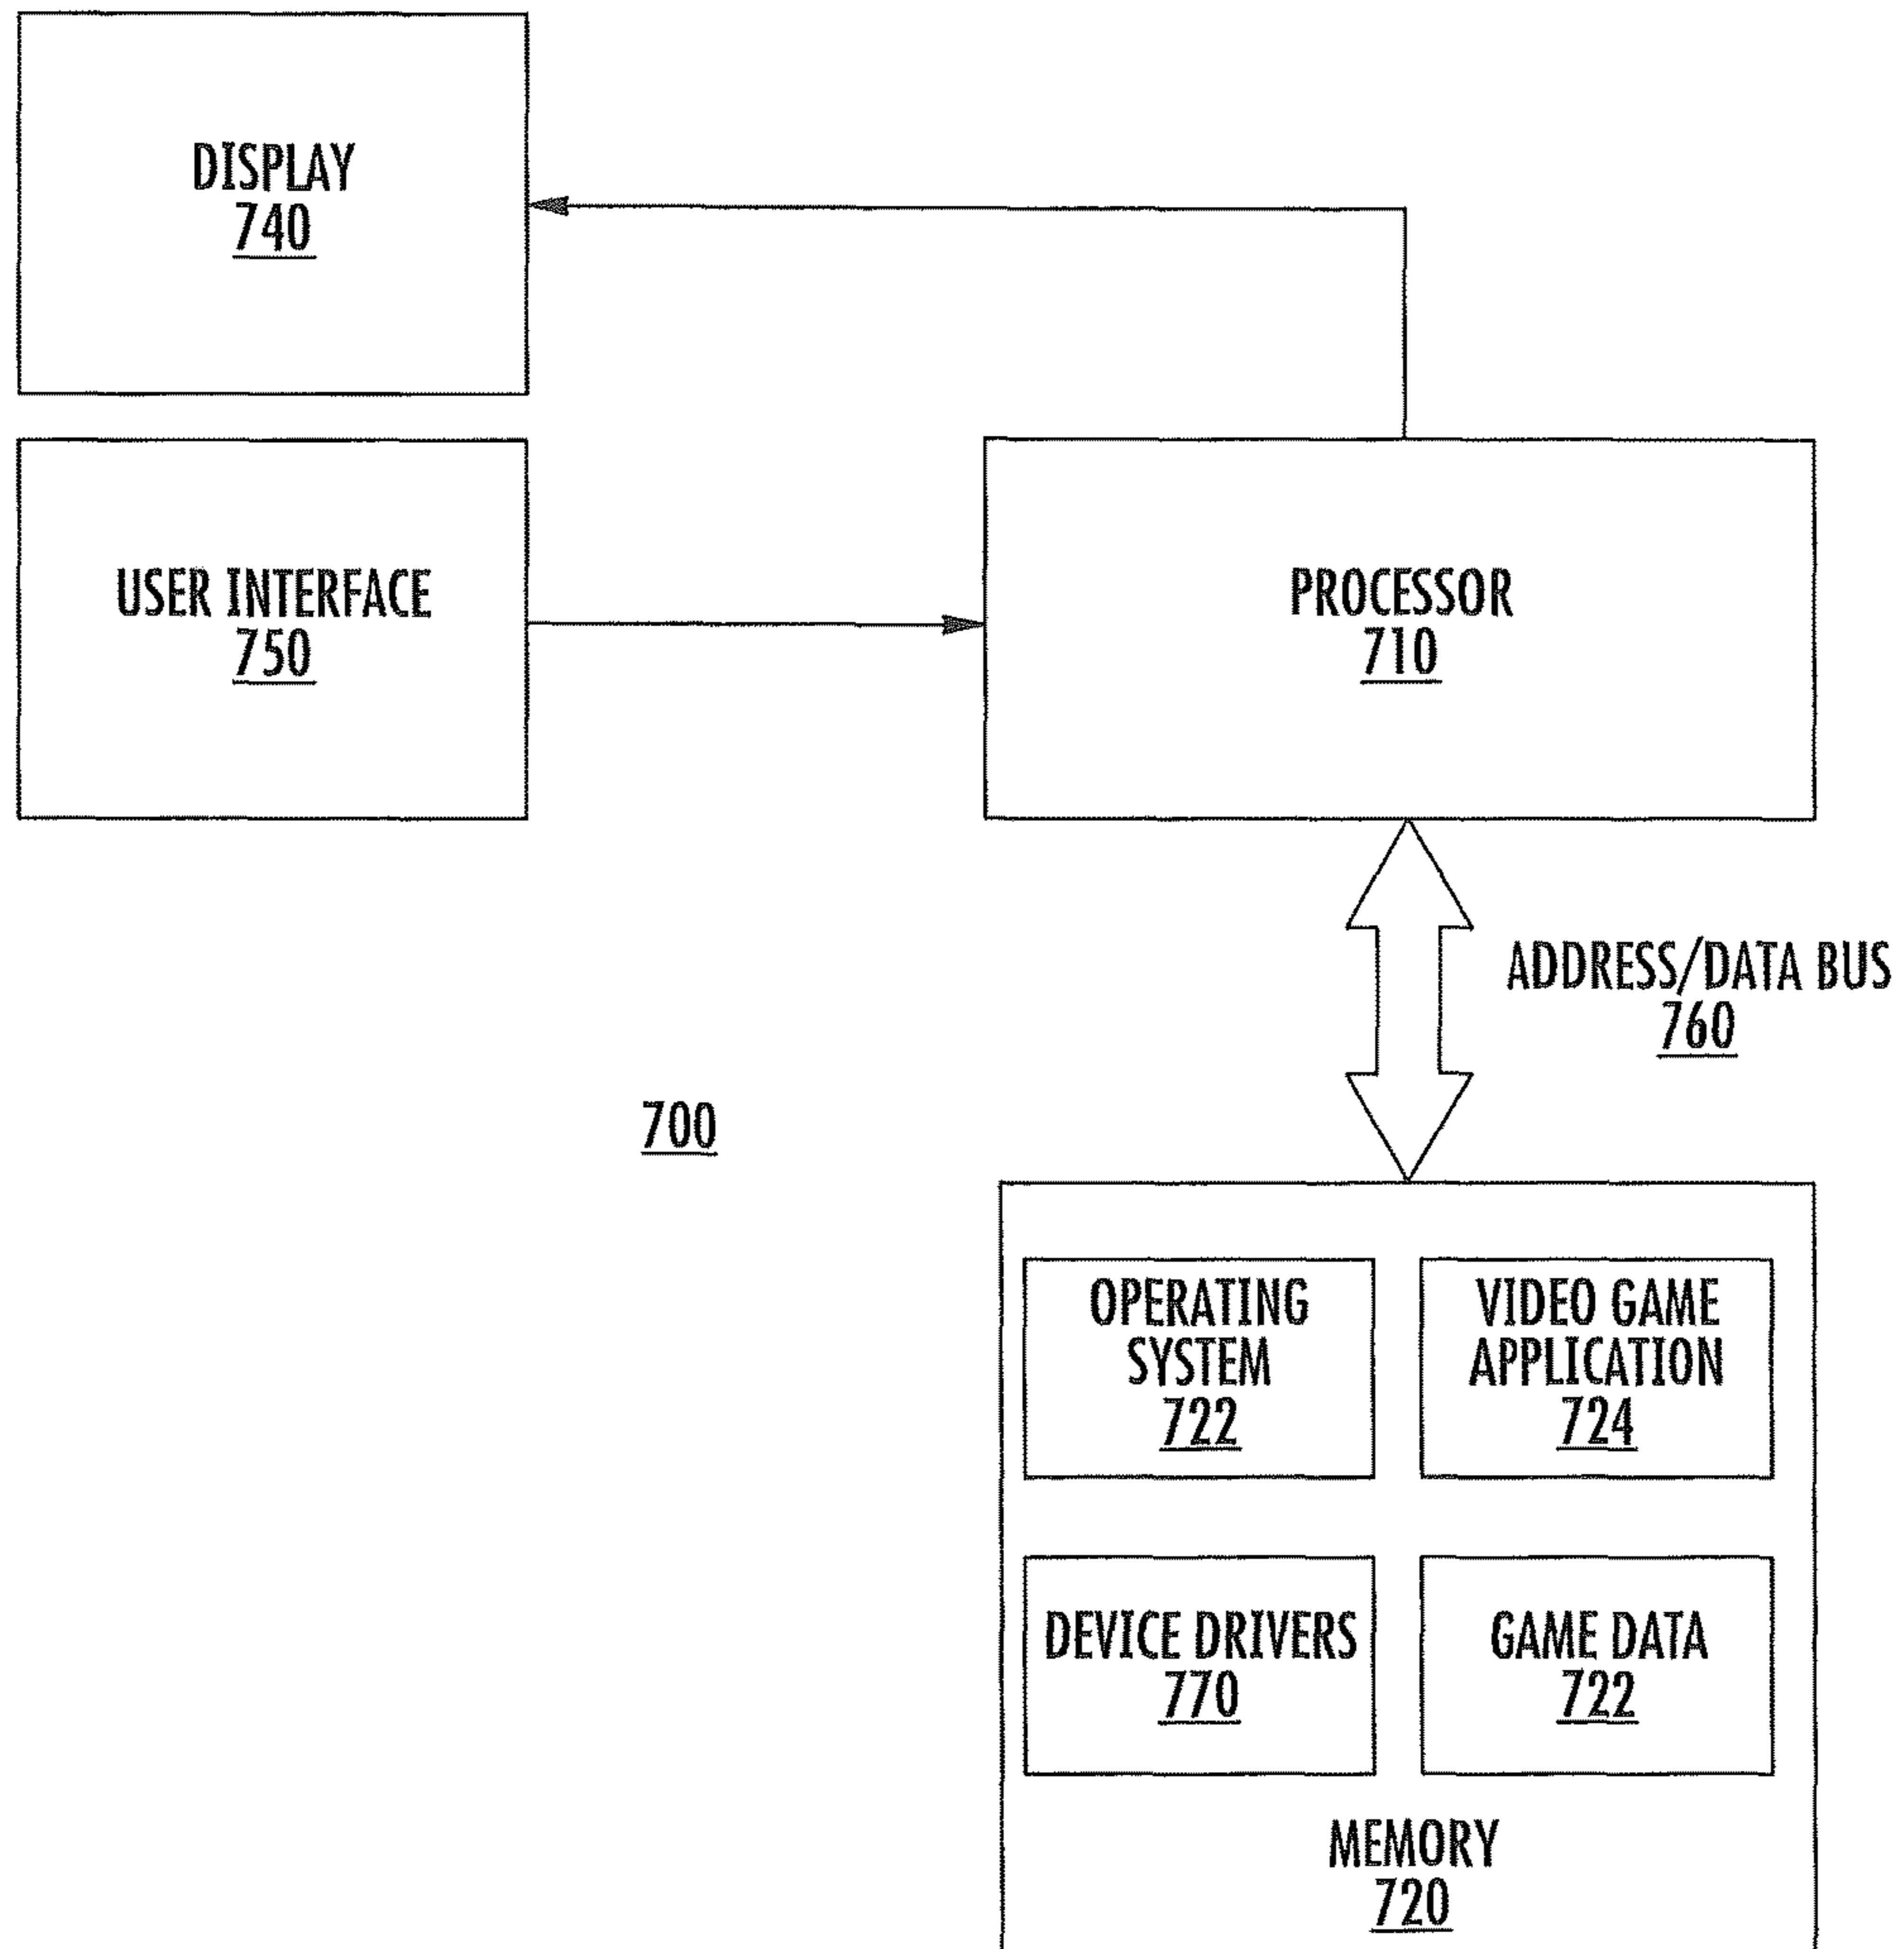 DISPLAY
740
USER INTERFACE
750
PROCESSOR
710
ADDRESS/DATA BUS
760
700
OPERATING
SYSTEM
722
VIDEO GAME
APPLICATION
724
DEVICE DRIVERS
770
GAME DATA
722
MEMORY
720